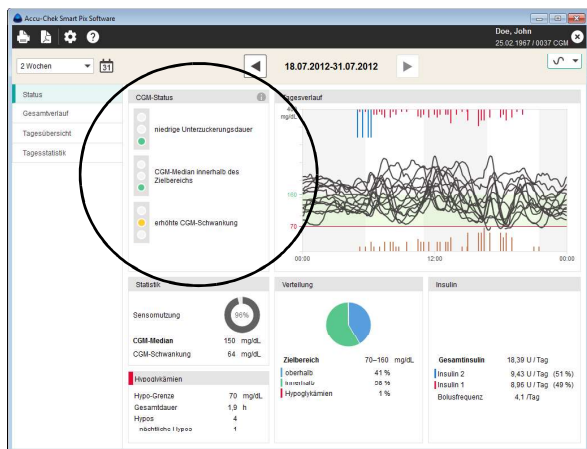 Accu-Chek Smart Pix Software
Doe, John
25.02.1967 / 0037 CGM
2 Wochen
31
18.07.2012-31.07.2012
Status
Gesamtverlauf
Tagesübersicht
Tagesstatistik
CGM-Status
niedrige Unterzuckerungsdauer
CGM-Median innerhalb des
Zielbereichs
erhöhte CGM-Schwankung
Tagesverlauf
mg/dL
70
00:00
12:00
00:00
Statistik
Sensornutzung
96%
CGM-Median 150 mg/dL
CGM-Schwankung 64 mg/dL
Hypoglykämien
Hypo-Grenze 70 mg/dL
Gesamtdauer 1,9 h
Hypos 4
nächtliche Hypos
Verteilung
Zielbereich 70–160 mg/dL
oberhalb 41 %
innerhalb
Hypoglykämien 1 %
Insulin
Gesamtinsulin 18,39 U / Tag
Insulin 2 9,43 U / Tag (51 %)
Insulin 1 8,96 U / Tag (49 %)
Bolusfrequenz 4,1 /Tag